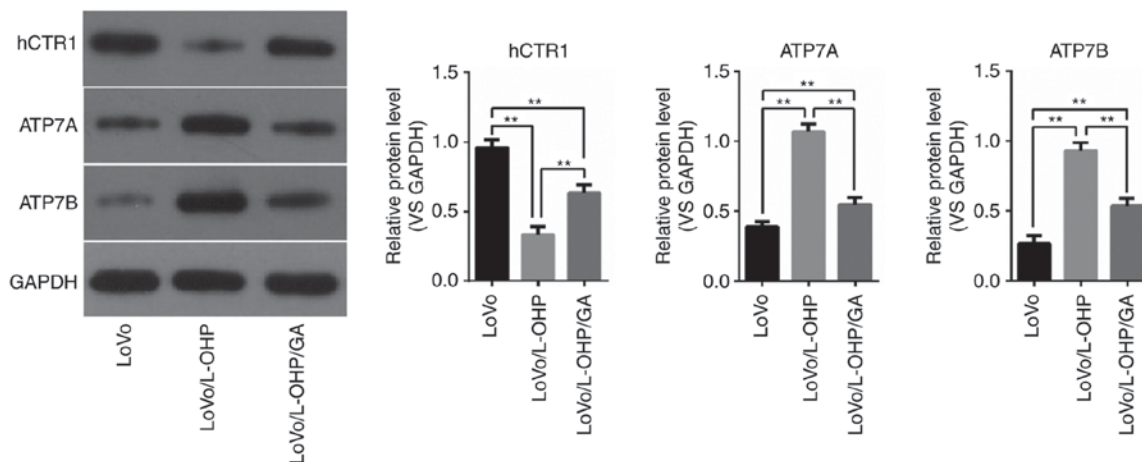 hCTR1
ATP7A
ATP7B
GAPDH
LoVo
LoVo/L-OHP
LoVo/L-OHP/GA
hCTR1
Relative protein level
(VS GAPDH)
1.5
1.0
0.5
0.0
**
**
**
LoVo
LoVo/L-OHP
LoVo/L-OHP/GA
ATP7A
Relative protein level
(VS GAPDH)
1.5
1.0
0.5
0.0
**
** **
LoVo
LoVo/L-OHP
LoVo/L-OHP/GA
ATP7B
Relative protein level
(VS GAPDH)
1.5
1.0
0.5
0.0
**
** **
LoVo
LoVo/L-OHP
LoVo/L-OHP/GA